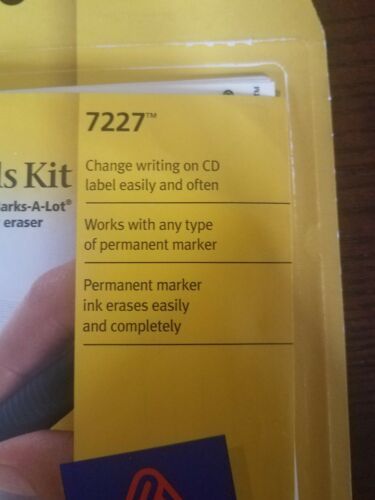 7227™
Change writing on CD
label easily and often
ls Kit
arks-A-Lot®
eraser
Works with any type
of permanent marker
Permanent marker
ink erases easily
and completely